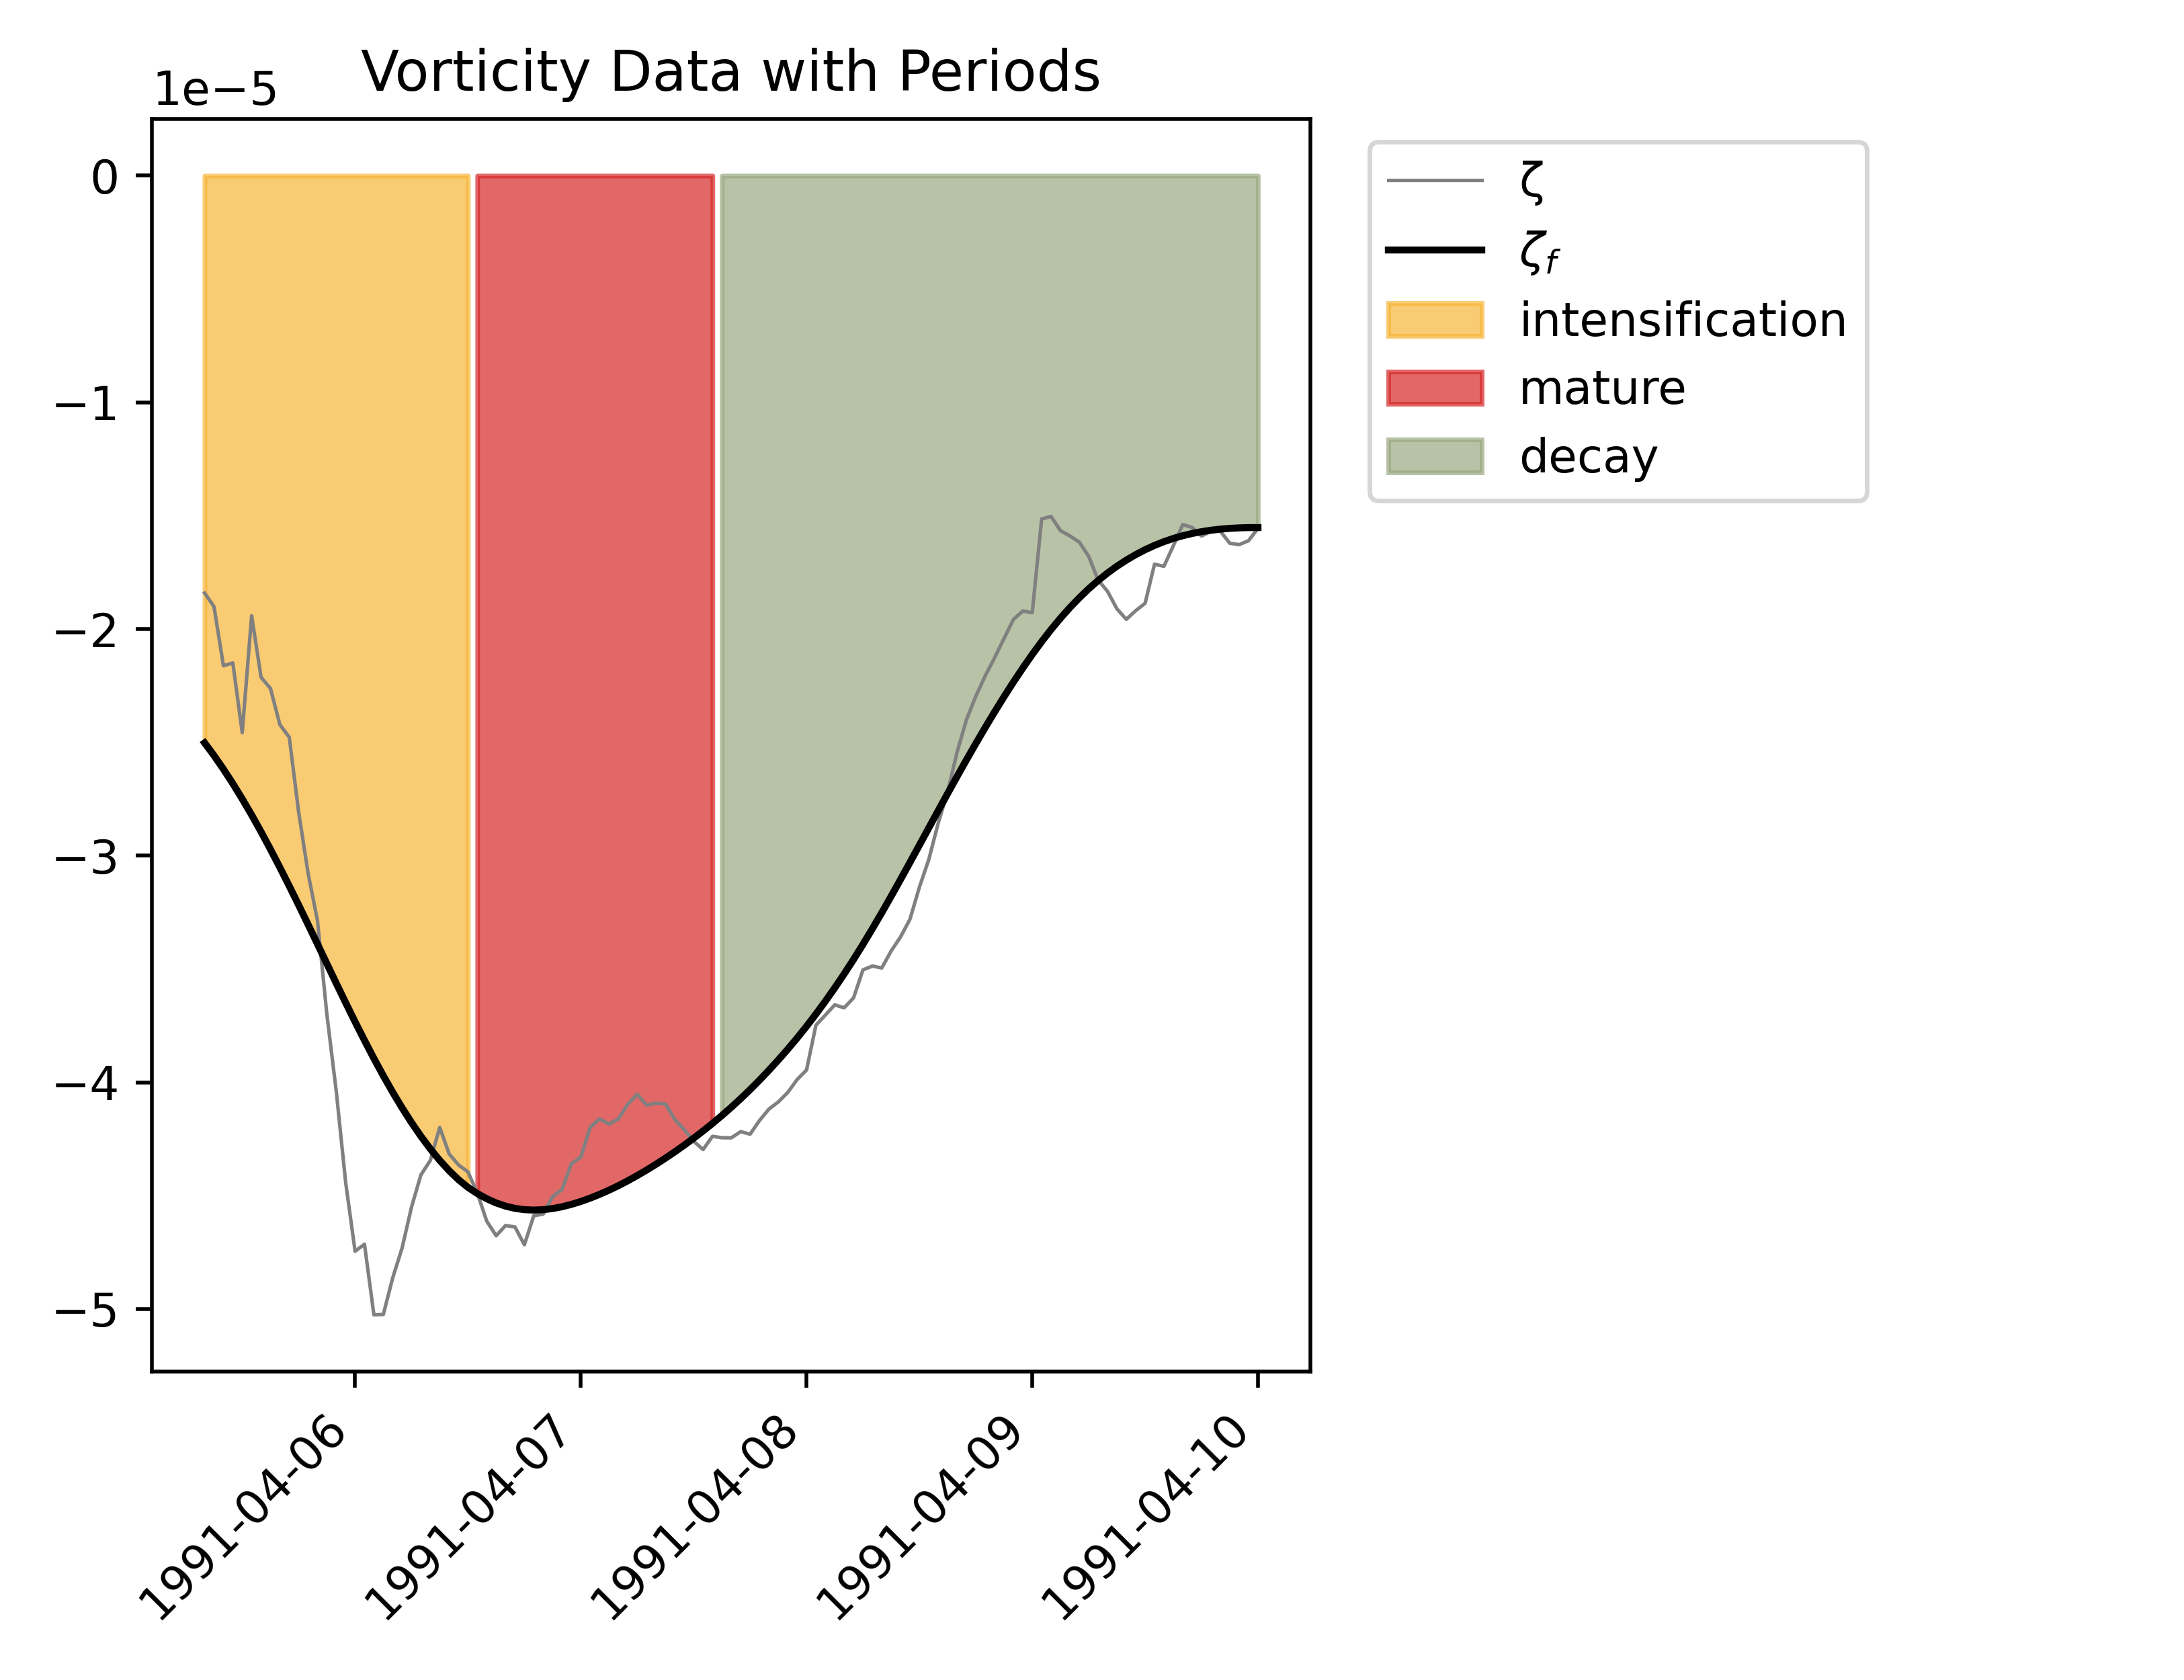 Vorticity Data with Periods
1e−5
0
−1
−2
−3
−4
−5
1991-04-06
1991-04-07
1991-04-08
1991-04-09
1991-04-10
ζ
ζf
intensification
mature
decay